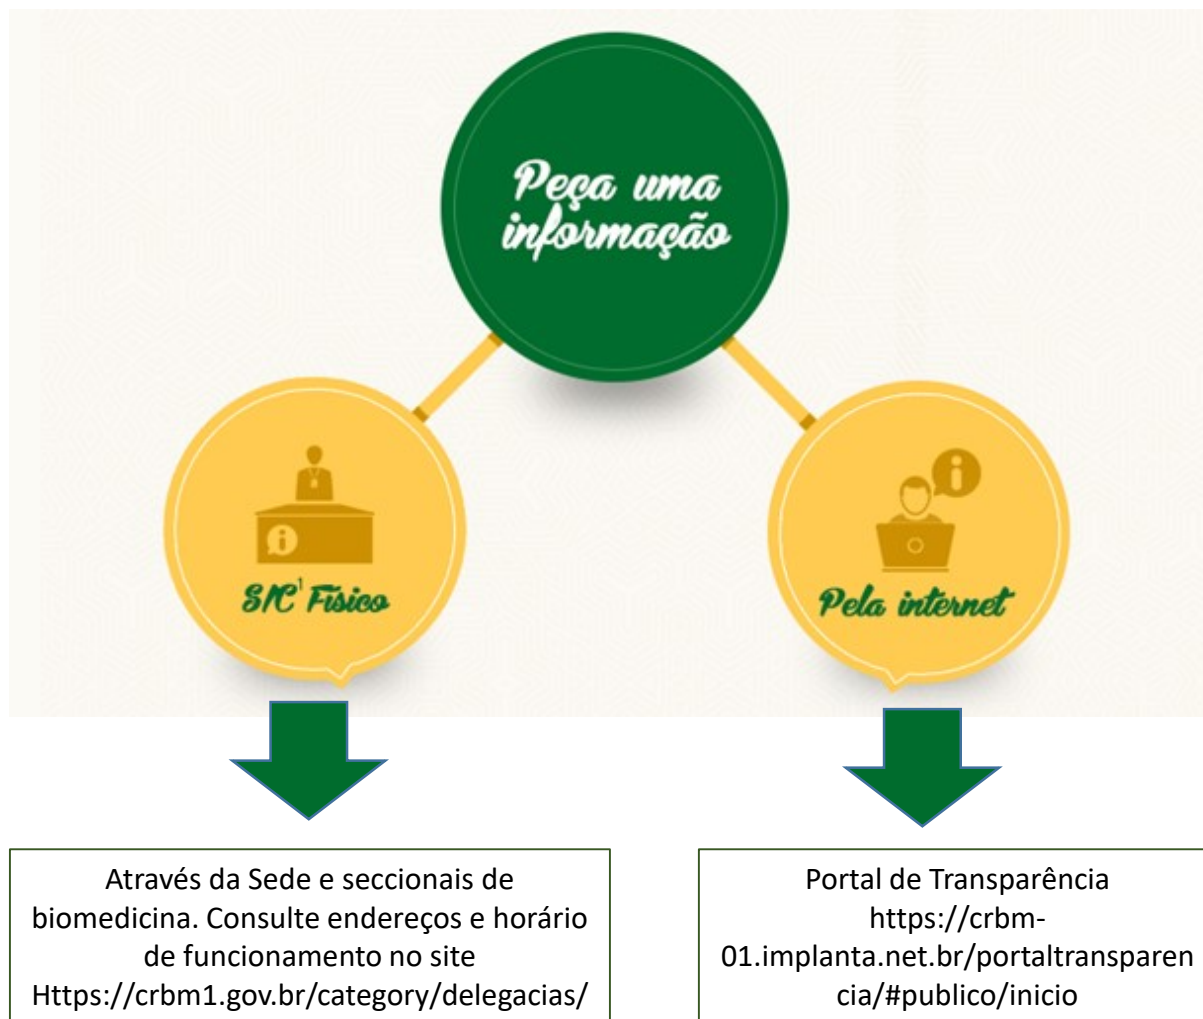 Peça uma
informação
SIC¹ Físico
Pela internet
Através da Sede e seccionais de
biomedicina. Consulte endereços e horário
de funcionamento no site
Https://crbm1.gov.br/category/delegacias/
Portal de Transparência
https://crbm-
01.implanta.net.br/portaltransparen
cia/#publico/inicio